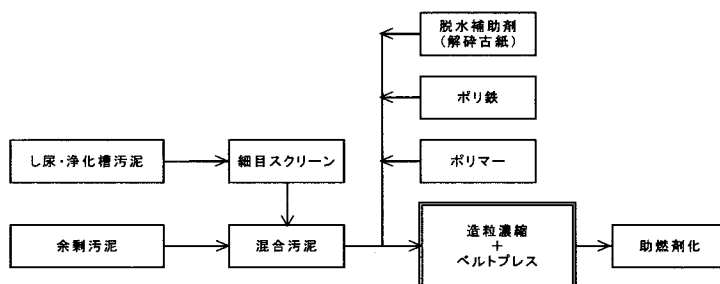 脱水補助剤
(解砕古紙)
ポリ鉄
し尿・浄化槽汚泥
細目スクリーン
ポリマー
余剰汚泥
混合汚泥
造粒濃縮
+
ベルトプレス
助燃剤化